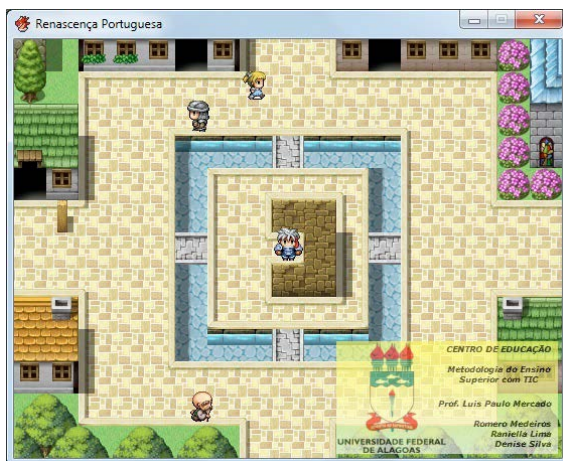 Renascença Portuguesa
CENTRO DE EDUCAÇÃO
Metodologia do Ensino
Superior com TIC
Prof. Luis Paulo Mercado
Romero Medeiros
Raniella Lima
Denise Silva
UNIVERSIDADE FEDERAL
DE ALAGOAS